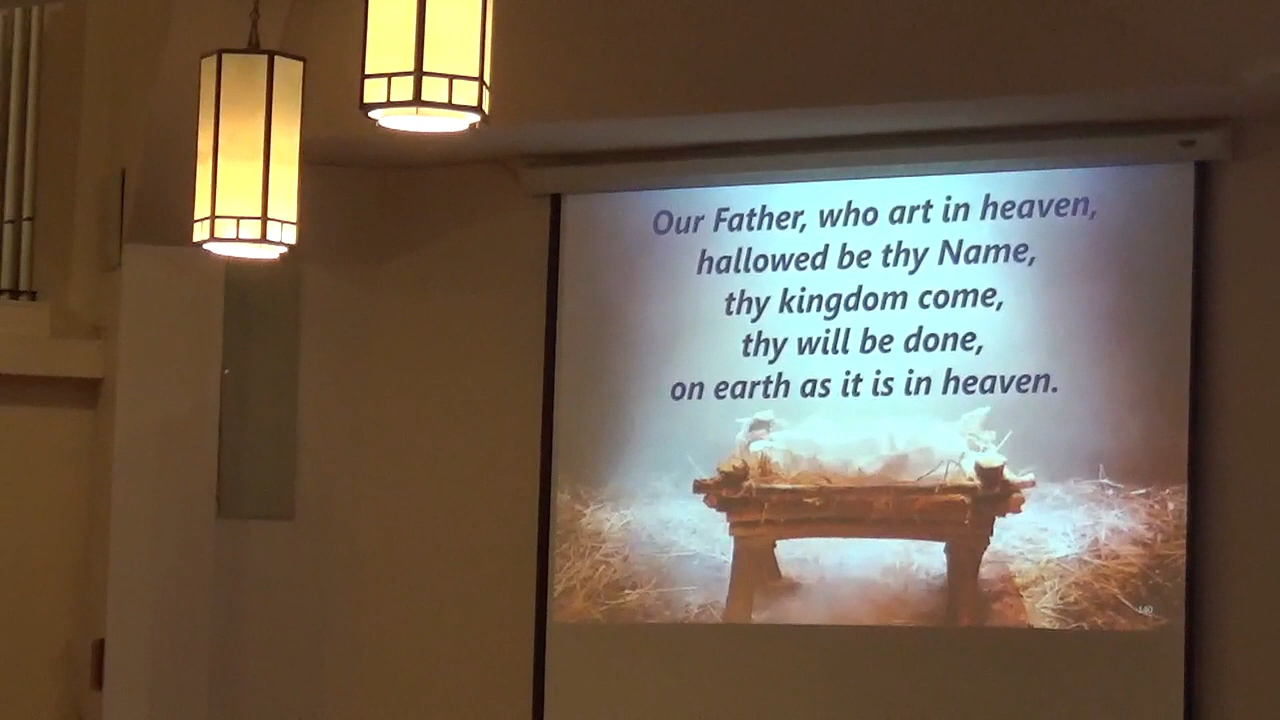 Our Father, who art in heaven,
hallowed be thy Name,
thy kingdom come,
thy will be done,
on earth as it is in heaven.
140